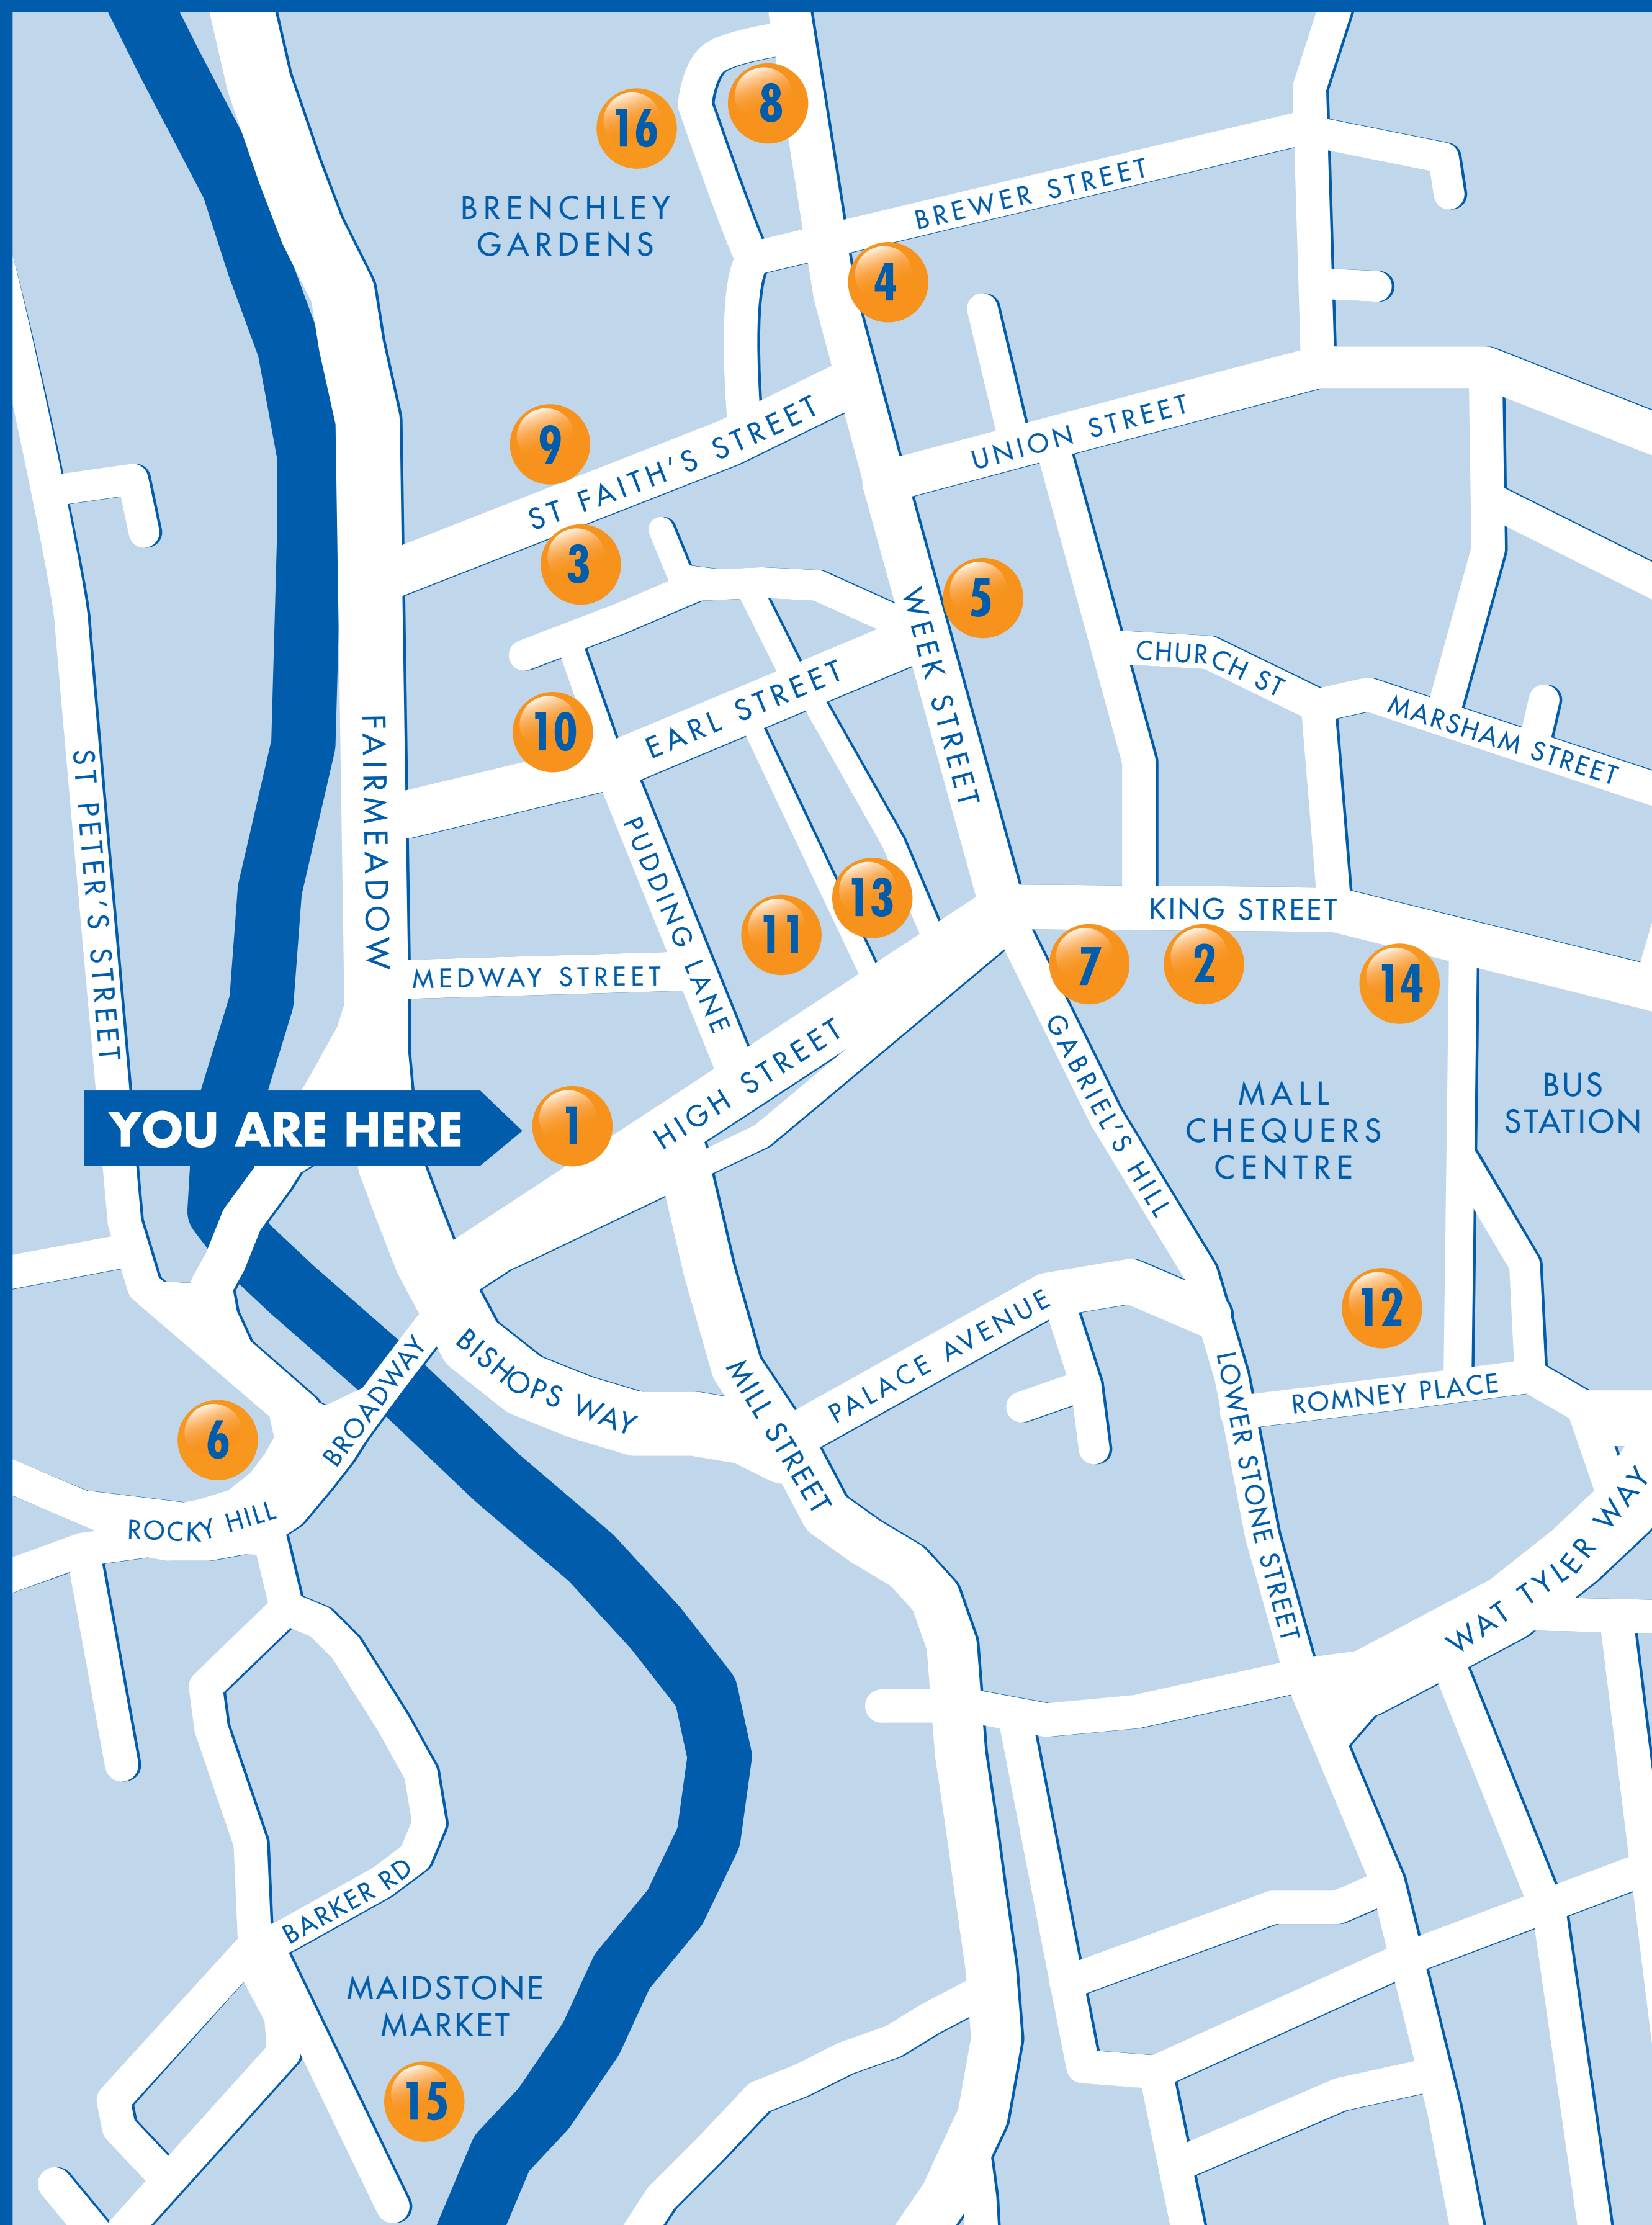 16
8
BRENCHLEY
GARDENS
BREWER STREET
4
9
ST FAITH'S STREET
UNION STREET
3
5
WEEK STREET
CHURCH ST
MARSHAM STREET
10
EARL STREET
FAIRMEADOW
ST PETER'S STREET
PUDDING LANE
13
11
KING STREET
7
2
14
MEDWAY STREET
HIGH STREET
GABRIEL'S HILL
MALL
CHEQUERS
CENTRE
BUS
STATION
YOU ARE HERE
1
12
PALACE AVENUE
BISHOPS WAY
BROADWAY
MILL STREET
LOWER STONE STREET
ROMNEY PLACE
6
ROCKY HILL
WAT TYLER WAY
BARKER RD
MAIDSTONE
MARKET
15